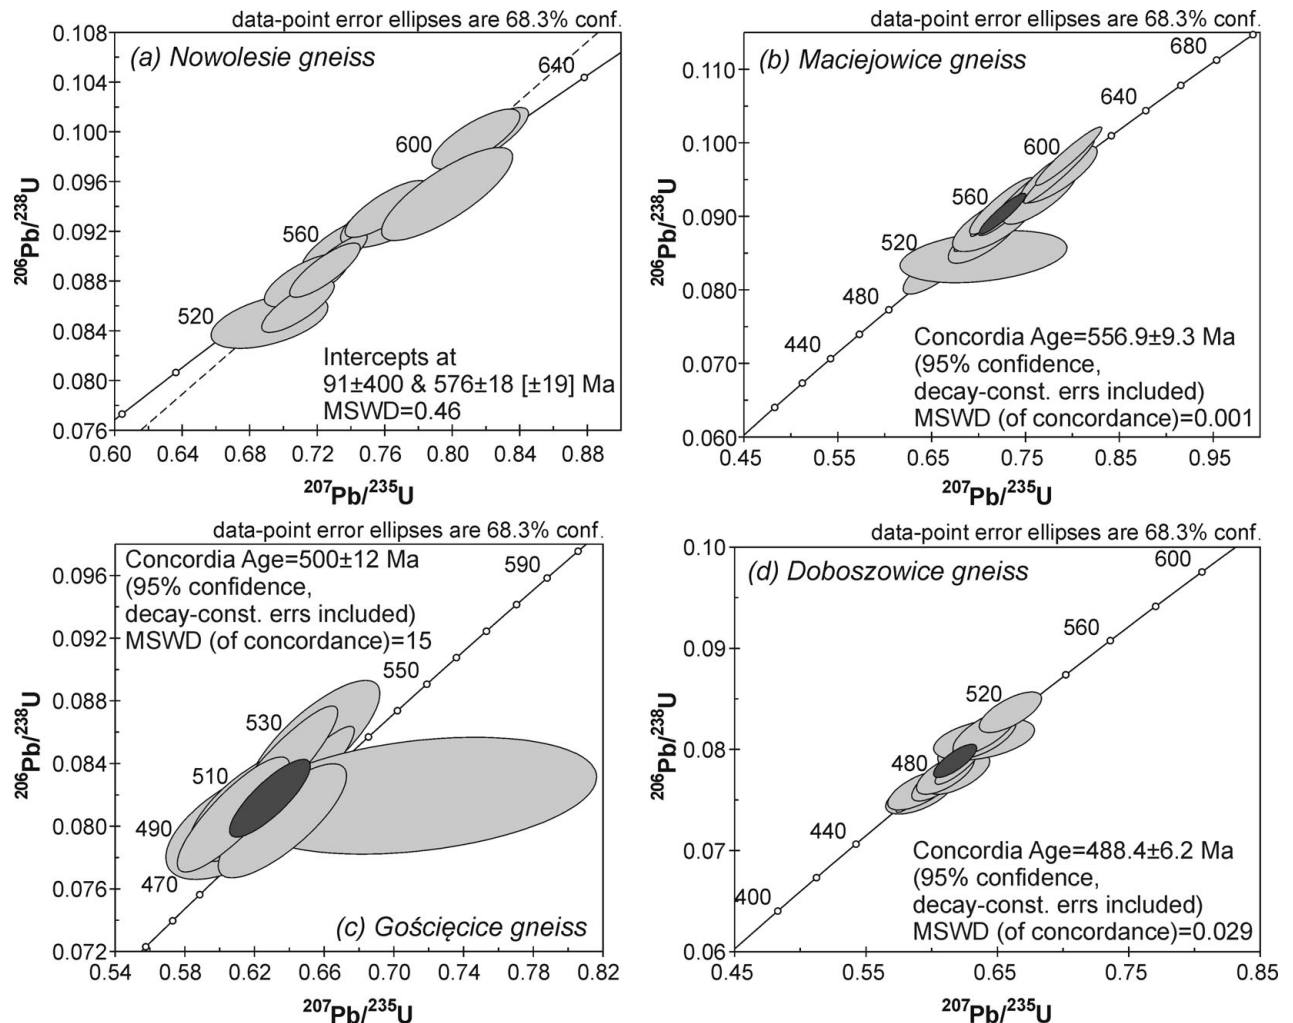 data-point error ellipses are 68.3% conf.
(a) Nowolesie gneiss
0.108
0.104
0.100
0.096
0.092
0.088
0.084
0.080
0.076
206Pb/238U
640
600
560
520
Intercepts at
91±400 & 576±18 [±19] Ma
MSWD=0.46
0.60 0.64 0.68 0.72 0.76 0.80 0.84 0.88
207Pb/235U
data-point error ellipses are 68.3% conf.
(b) Maciejowice gneiss
0.110
0.100
0.090
0.080
0.070
0.060
206Pb/238U
680
640
600
560
520
480
440
Concordia Age=556.9±9.3 Ma
(95% confidence,
decay-const. errs included)
MSWD (of concordance)=0.001
0.45 0.55 0.65 0.75 0.85 0.95
207Pb/235U
data-point error ellipses are 68.3% conf.
Concordia Age=500±12 Ma
(95% confidence,
decay-const. errs included)
MSWD (of concordance)=15
0.096
0.092
0.088
0.084
0.080
0.076
0.072
206Pb/238U
590
550
530
510
490
470
(c) Gościęcice gneiss
0.54 0.58 0.62 0.66 0.70 0.74 0.78 0.82
207Pb/235U
data-point error ellipses are 68.3% conf.
(d) Doboszowice gneiss
0.10
0.09
0.08
0.07
0.06
206Pb/238U
600
560
520
480
440
400
Concordia Age=488.4±6.2 Ma
(95% confidence,
decay-const. errs included)
MSWD (of concordance)=0.029
0.45 0.55 0.65 0.75 0.85
207Pb/235U